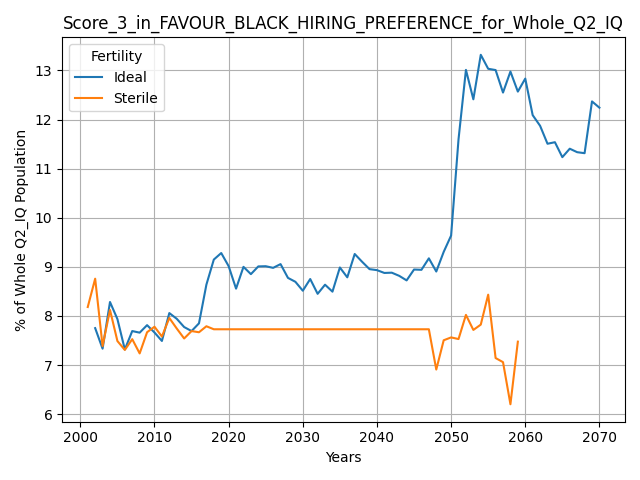 Score_3_in_FAVOUR_BLACK_HIRING_PREFERENCE_for_Whole_Q2_IQ
Fertility
Ideal
Sterile
13
12
11
10
9
8
7
6
% of Whole Q2_IQ Population
2000 2010 2020 2030 2040 2050 2060 2070
Years